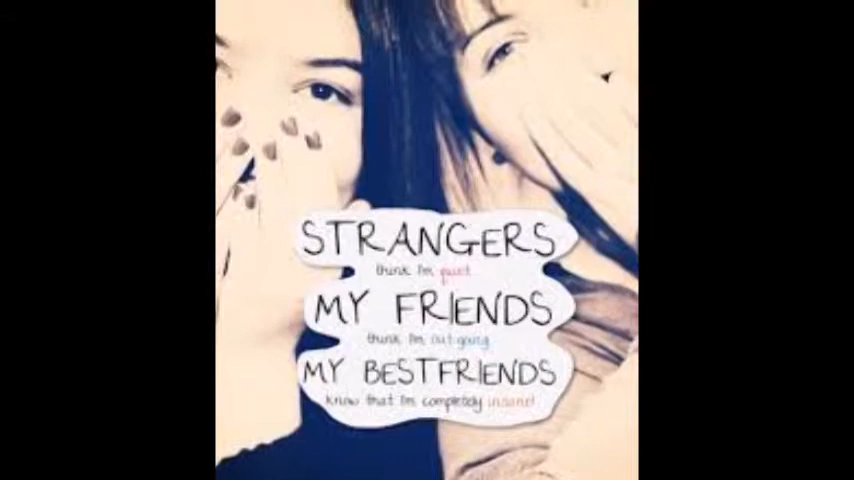 STRANGERS
think I'm quiet
MY FRIENDS
think I'm out-going
MY BESTFRIENDS
know that I'm completely insane!